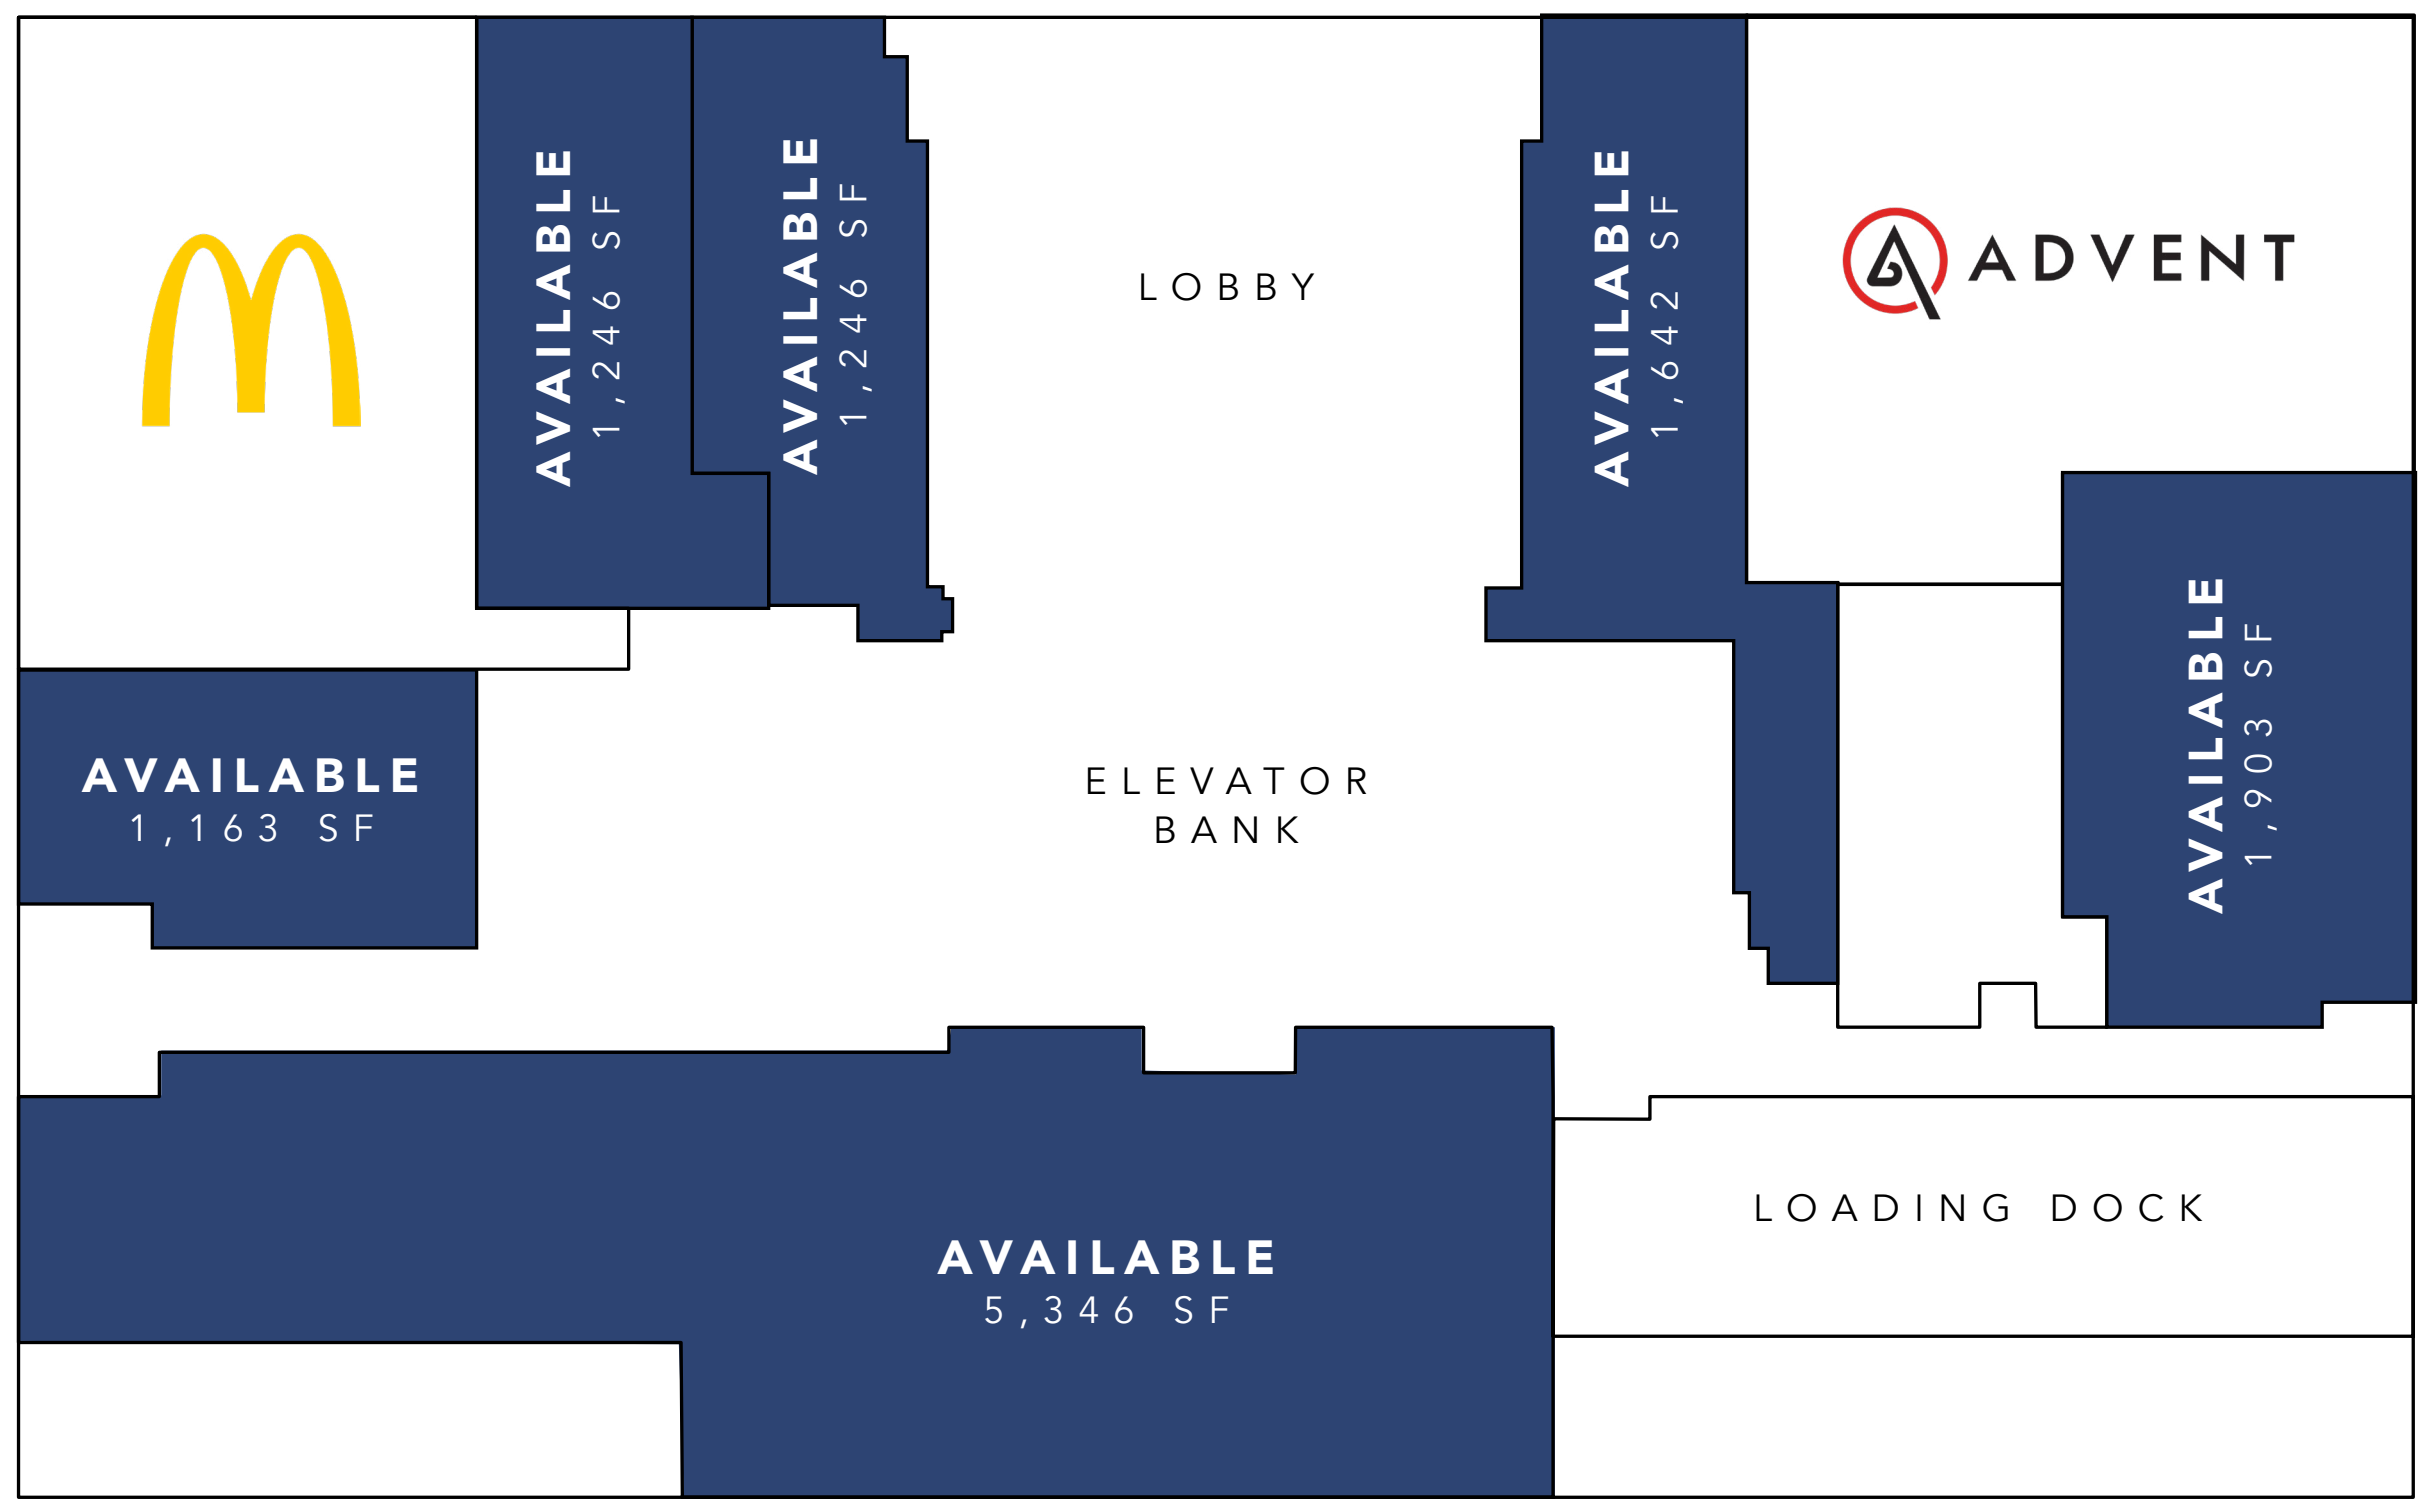 AVAILABLE
1,246 SF
AVAILABLE
1,246 SF
LOBBY
AVAILABLE
1,642 SF
ADVENT
AVAILABLE
1,163 SF
ELEVATOR
BANK
AVAILABLE
1,903 SF
AVAILABLE
5,346 SF
LOADING DOCK